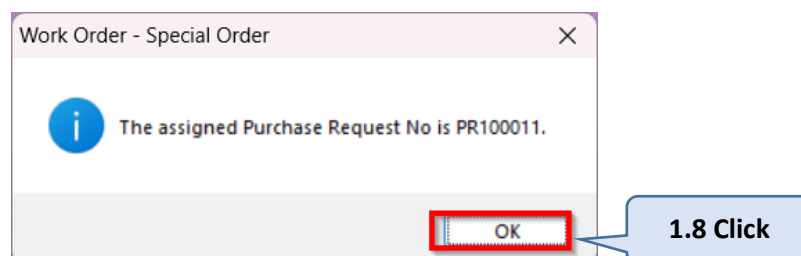 Work Order - Special Order
The assigned Purchase Request No is PR100011.
OK
1.8 Click